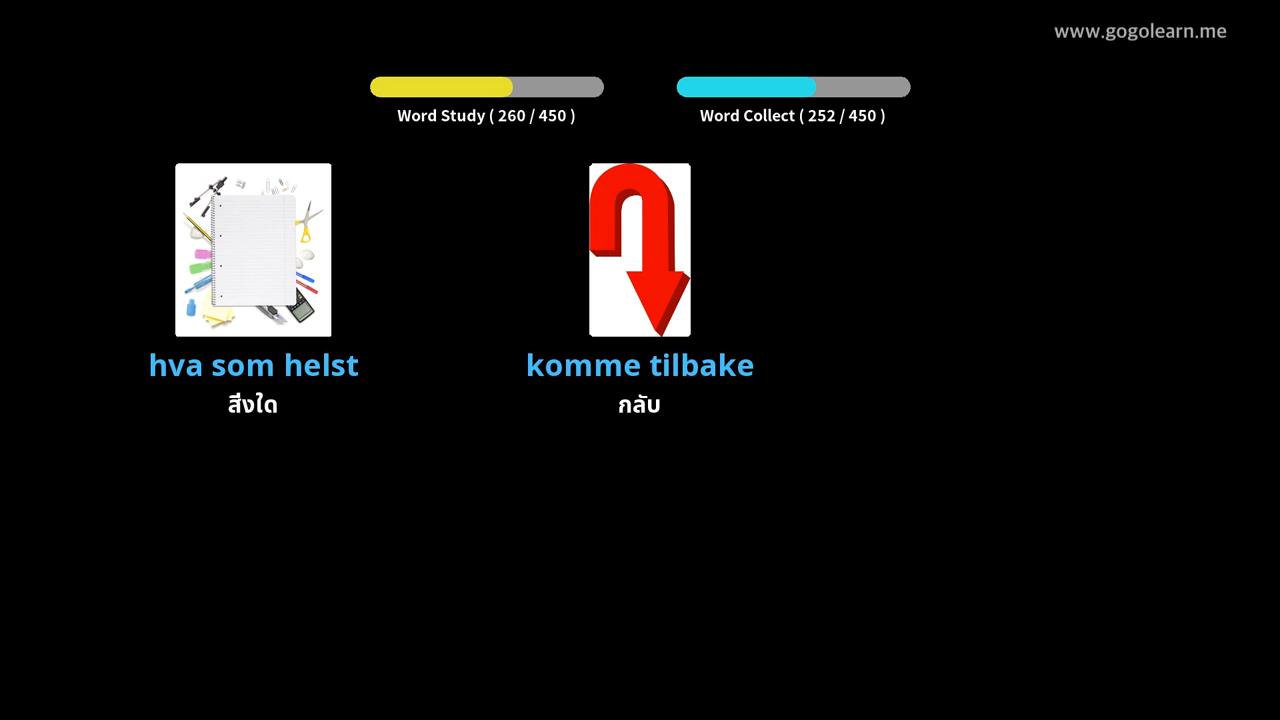 www.gogolearn.me
Word Study ( 260 / 450 )
Word Collect ( 252 / 450 )
hva som helst
สิ่งใด
komme tilbake
กลับ